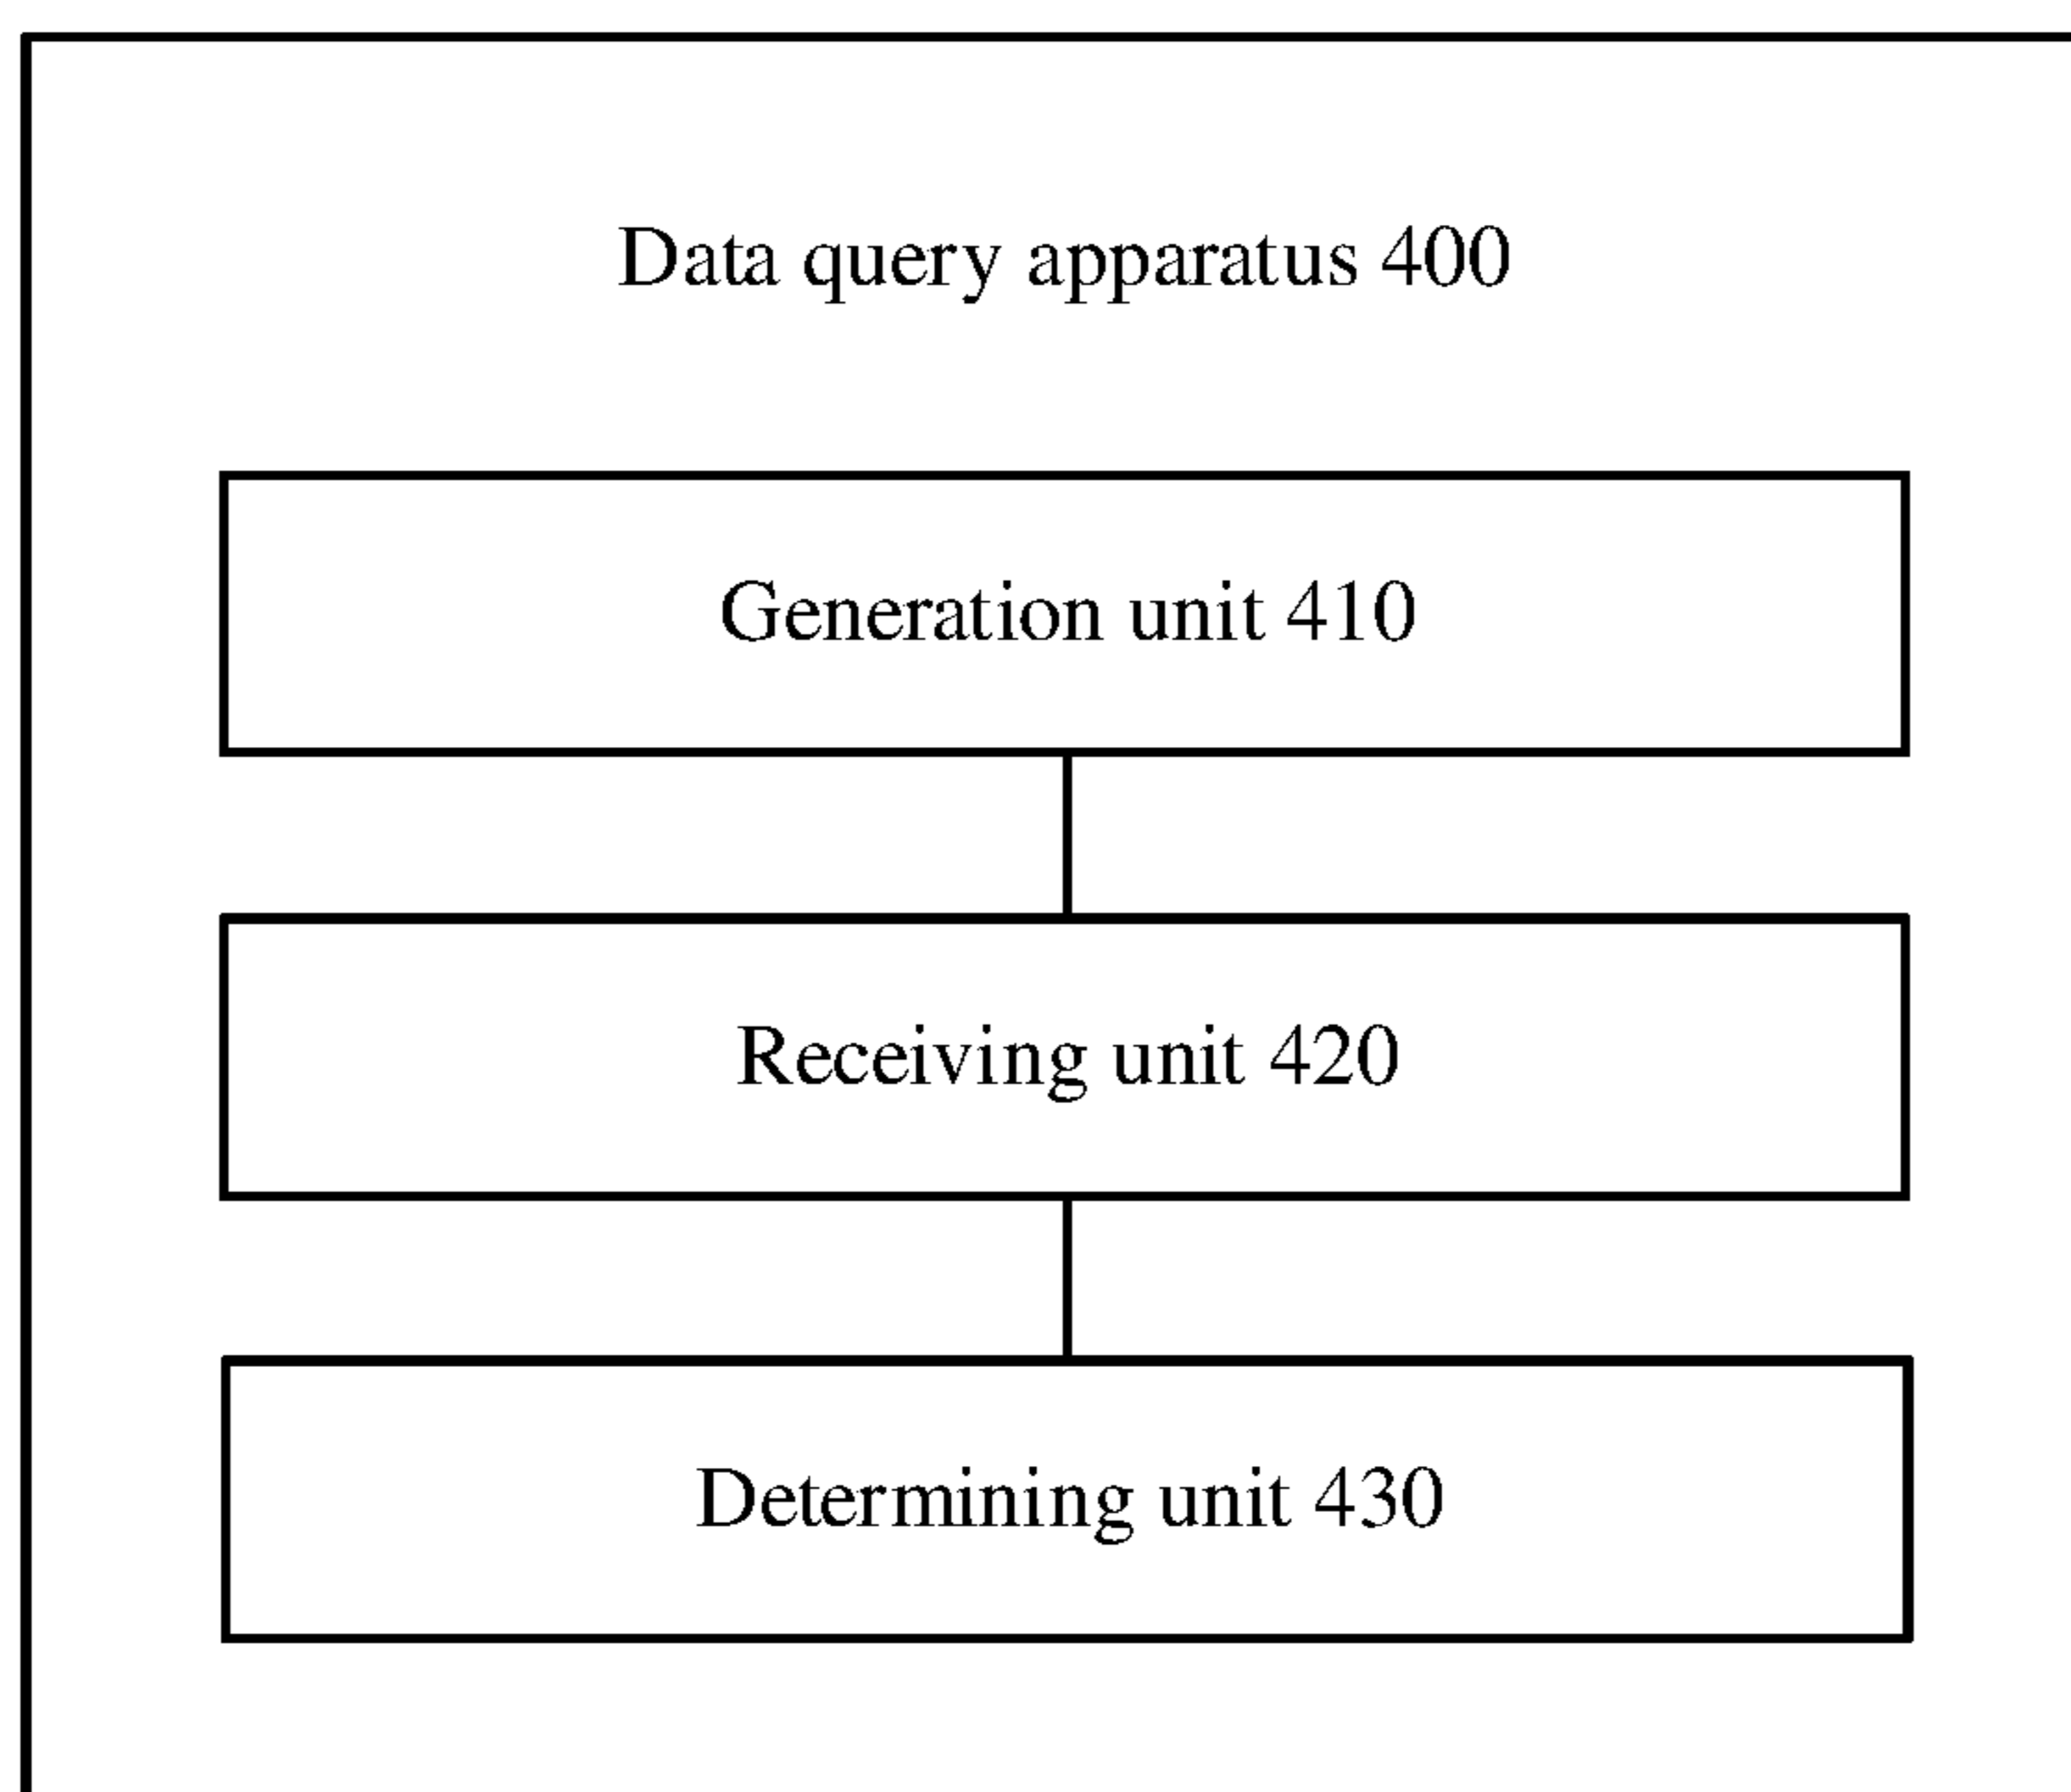 Data query apparatus 400
Generation unit 410
Receiving unit 420
Determining unit 430